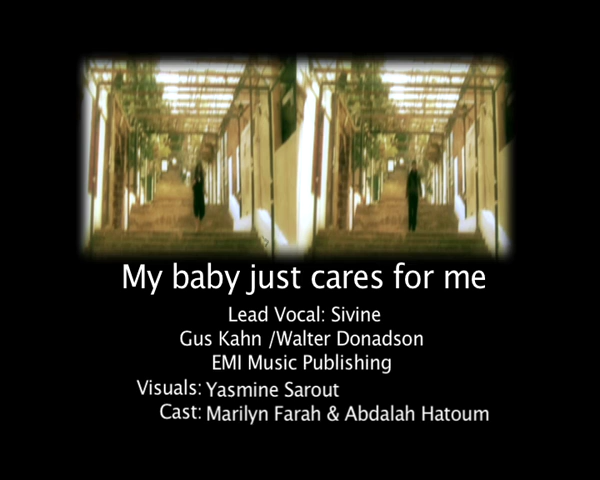 My baby just cares for me
Lead Vocal: Sivine
Gus Kahn /Walter Donadson
EMI Music Publishing
Visuals: Yasmine Sarout
Cast: Marilyn Farah & Abdalah Hatoum